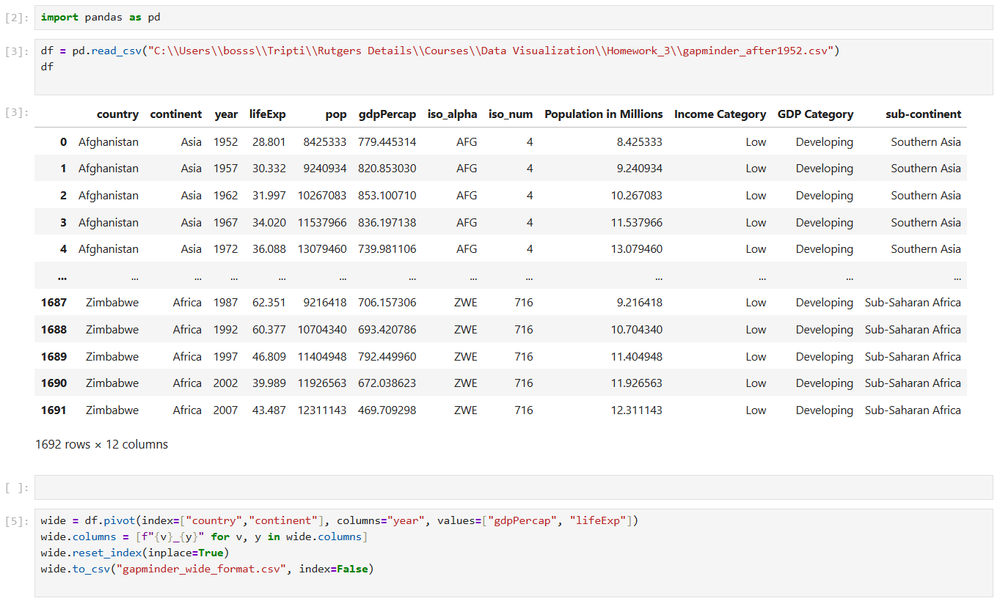 [2]: import pandas as pd
[3]: df = pd.read_csv("C:\\Users\\bosss\\Tripti\\Rutgers Details\\Courses\\Data Visualization\\Homework_3\\gapminder_after1952.csv")
df
[3]: country continent year lifeExp pop gdpPercap iso_alpha iso_num Population in Millions Income Category GDP Category sub-continent
0 Afghanistan Asia 1952 28.801 8425333 779.445314 AFG 4 8.425333 Low Developing Southern Asia
1 Afghanistan Asia 1957 30.332 9240934 820.853030 AFG 4 9.240934 Low Developing Southern Asia
2 Afghanistan Asia 1962 31.997 10267083 853.100710 AFG 4 10.267083 Low Developing Southern Asia
3 Afghanistan Asia 1967 34.020 11537966 836.197138 AFG 4 11.537966 Low Developing Southern Asia
4 Afghanistan Asia 1972 36.088 13079460 739.981106 AFG 4 13.079460 Low Developing Southern Asia
... ... ... ... ... ... ... ... ... ... ... ... ...
1687 Zimbabwe Africa 1987 62.351 9216418 706.157306 ZWE 716 9.216418 Low Developing Sub-Saharan Africa
1688 Zimbabwe Africa 1992 60.377 10704340 693.420786 ZWE 716 10.704340 Low Developing Sub-Saharan Africa
1689 Zimbabwe Africa 1997 46.809 11404948 792.449960 ZWE 716 11.404948 Low Developing Sub-Saharan Africa
1690 Zimbabwe Africa 2002 39.989 11926563 672.038623 ZWE 716 11.926563 Low Developing Sub-Saharan Africa
1691 Zimbabwe Africa 2007 43.487 12311143 469.709298 ZWE 716 12.311143 Low Developing Sub-Saharan Africa
1692 rows × 12 columns
[ ]:
[5]: wide = df.pivot(index=["country","continent"], columns="year", values=["gdpPercap", "lifeExp"])
wide.columns = [f"{v}_{y}" for v, y in wide.columns]
wide.reset_index(inplace=True)
wide.to_csv("gapminder_wide_format.csv", index=False)